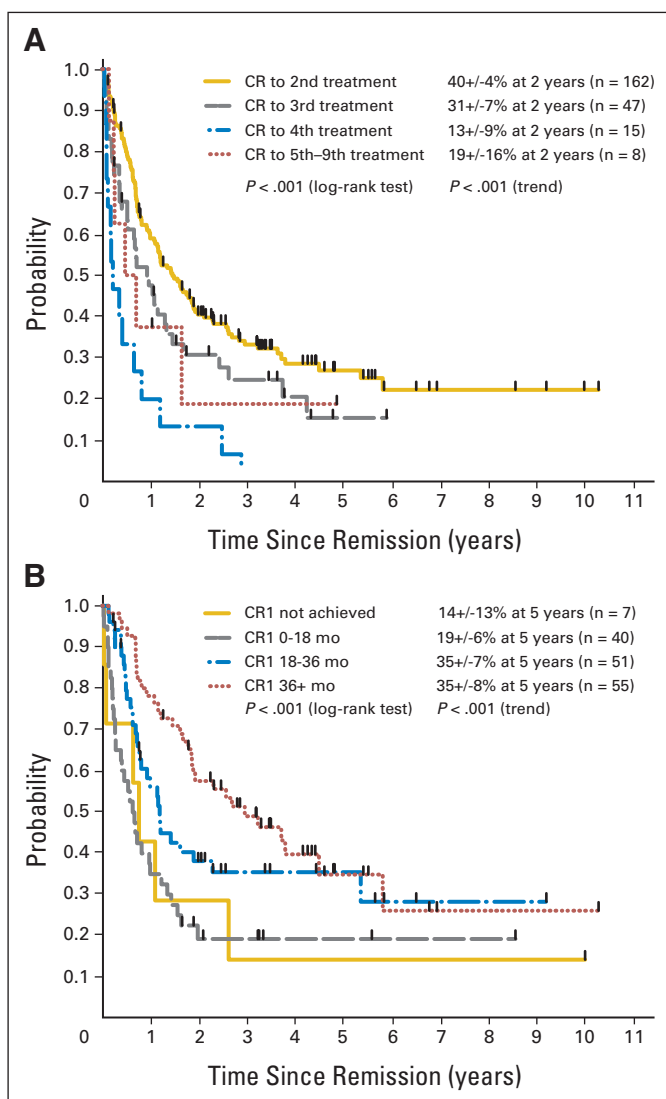 A
CR to 2nd treatment 40+/-4% at 2 years (n = 162)
CR to 3rd treatment 31+/-7% at 2 years (n = 47)
CR to 4th treatment 13+/-9% at 2 years (n = 15)
CR to 5th–9th treatment 19+/-16% at 2 years (n = 8)
P < .001 (log-rank test) P < .001 (trend)
Probability
1.0
0.9
0.8
0.7
0.6
0.5
0.4
0.3
0.2
0.1
0 1 2 3 4 5 6 7 8 9 10 11
Time Since Remission (years)
B
CR1 not achieved 14+/-13% at 5 years (n = 7)
CR1 0-18 mo 19+/-6% at 5 years (n = 40)
CR1 18-36 mo 35+/-7% at 5 years (n = 51)
CR1 36+ mo 35+/-8% at 5 years (n = 55)
P < .001 (log-rank test) P < .001 (trend)
Probability
1.0
0.9
0.8
0.7
0.6
0.5
0.4
0.3
0.2
0.1
0 1 2 3 4 5 6 7 8 9 10 11
Time Since Remission (years)